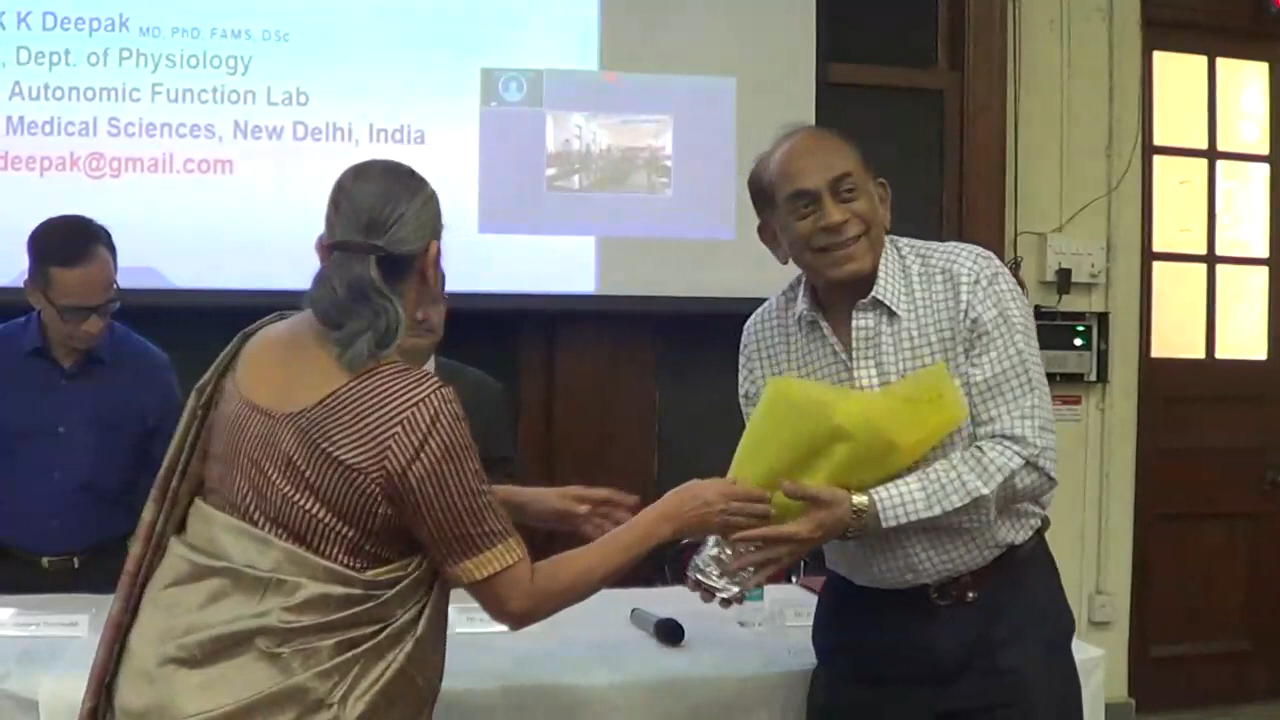 K K Deepak MD, PhD, FAMS, DSc
, Dept. of Physiology
Autonomic Function Lab
Medical Sciences, New Delhi, India
deepak@gmail.com